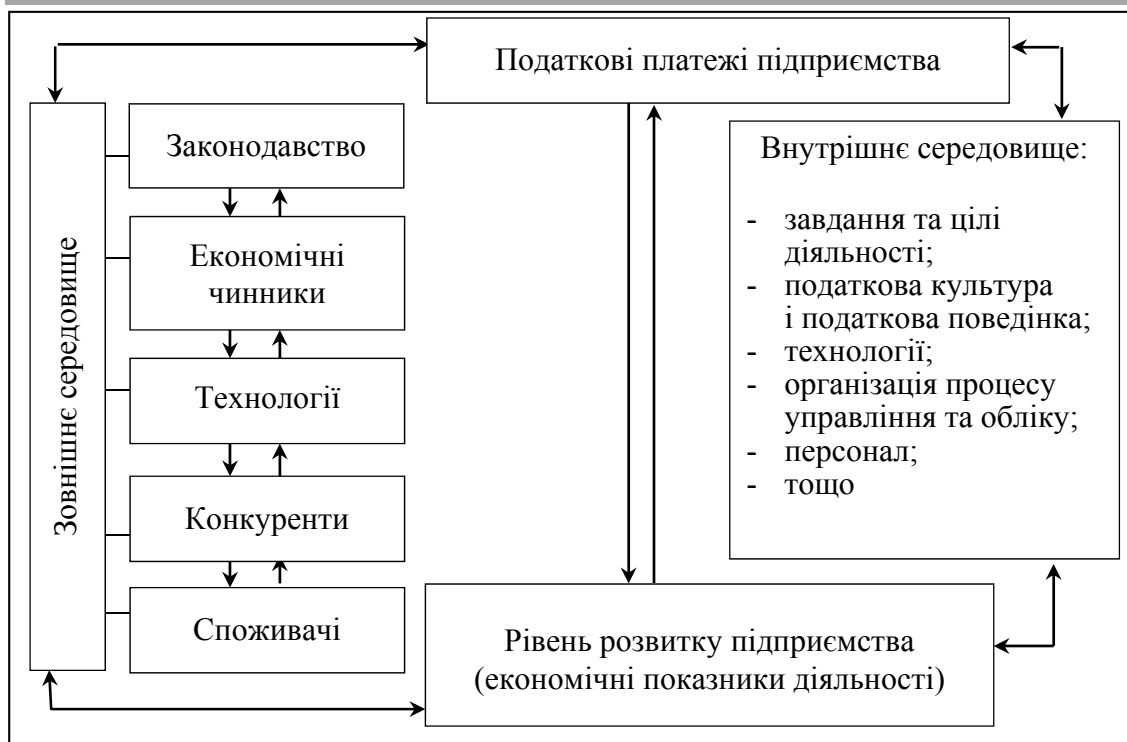 Податкові платежі підприємства
Зовнішнє середовище
Законодавство
Економічні
чинники
Технології
Конкуренти
Споживачі
Внутрішнє середовище:
- завдання та цілі
діяльності;
- податкова культура
і податкова поведінка;
- технології;
- організація процесу
управління та обліку;
- персонал;
- тощо
Рівень розвитку підприємства
(економічні показники діяльності)